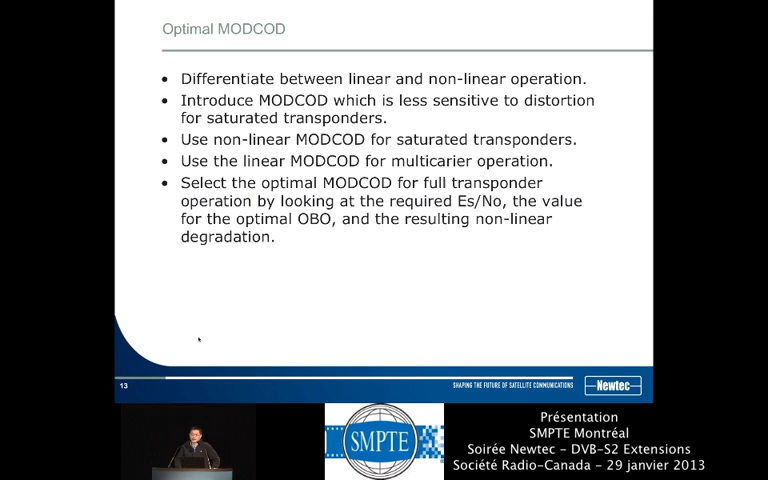 Optimal MODCOD
• Differentiate between linear and non-linear operation.
• Introduce MODCOD which is less sensitive to distortion
for saturated transponders.
• Use non-linear MODCOD for saturated transponders.
• Use the linear MODCOD for multicarier operation.
• Select the optimal MODCOD for full transponder
operation by looking at the required Es/No, the value
for the optimal OBO, and the resulting non-linear
degradation.
13
SHAPING THE FUTURE OF SATELLITE COMMUNICATIONS
Newtec
SMPTE
Présentation
SMPTE Montréal
Soirée Newtec – DVB-S2 Extensions
Société Radio-Canada – 29 janvier 2013